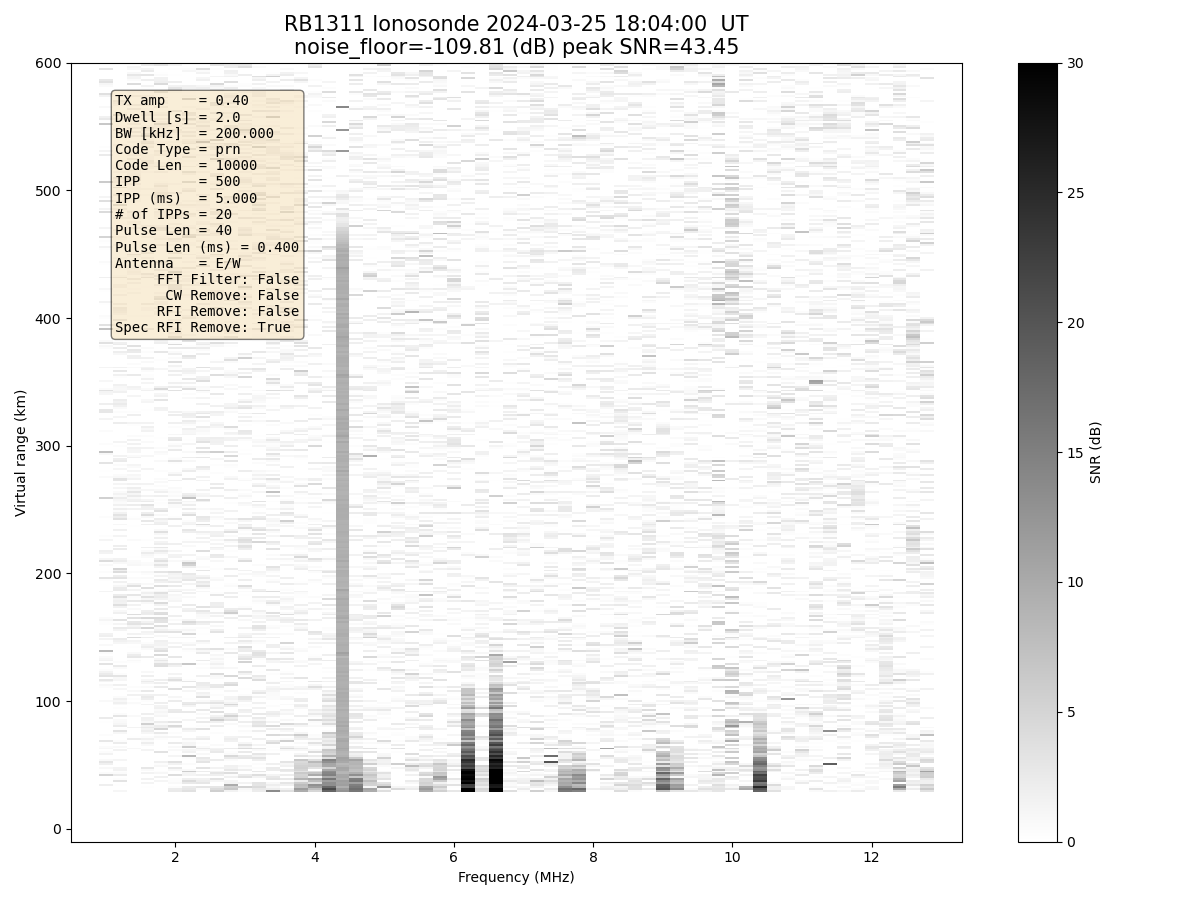 RB1311 Ionosonde 2024-03-25 18:04:00  UT
noise_floor=-109.81 (dB) peak SNR=43.45
600
500
400
300
200
100
0
Virtual range (km)
TX amp    = 0.40
Dwell [s] = 2.0
BW [kHz]  = 200.000
Code Type = prn
Code Len  = 10000
IPP       = 500
IPP (ms)  = 5.000
# of IPPs = 20
Pulse Len = 40
Pulse Len (ms) = 0.400
Antenna   = E/W
FFT Filter: False
CW Remove: False
RFI Remove: False
Spec RFI Remove: True
2 4 6 8 10 12
Frequency (MHz)
30
25
20
15
10
5
0
SNR (dB)